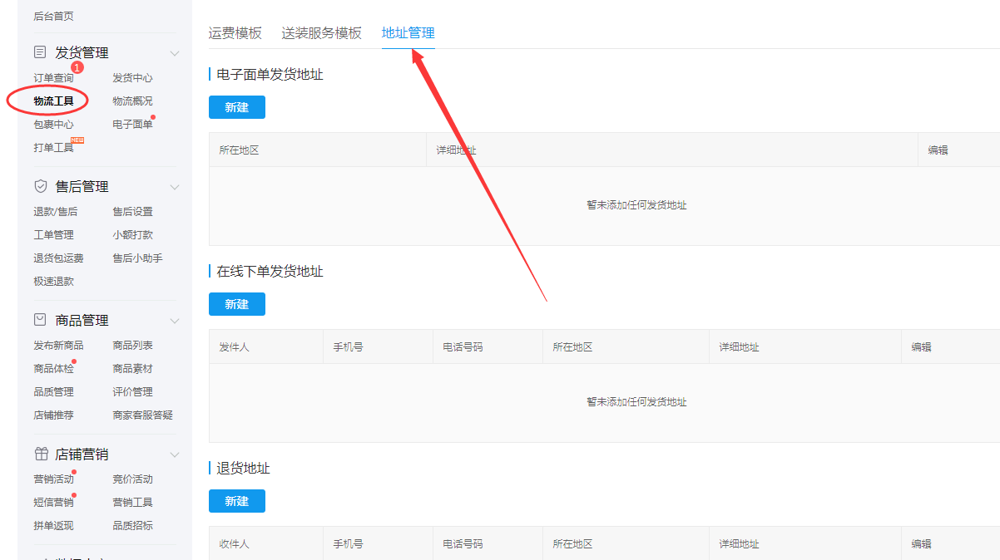 后台首页
发货管理
1
订单查询 发货中心
物流工具 物流概况
包裹中心 电子面单
打单工具 NEW
售后管理
退款/售后 售后设置
工单管理 小额打款
退货包运费 售后小助手
极速退款
商品管理
发布新商品 商品列表
商品体检 商品素材
品质管理 评价管理
店铺推荐 商家客服答疑
店铺营销
营销活动 竞价活动
短信营销 营销工具
拼单返现 品质招标
运费模板 送装服务模板 地址管理
电子面单发货地址
新建
所在地区 详细地址 编辑
暂未添加任何发货地址
在线下单发货地址
新建
发件人 手机号 电话号码 所在地区 详细地址 编辑
暂未添加任何发货地址
退货地址
新建
收件人 手机号 电话号码 所在地区 详细地址 编辑